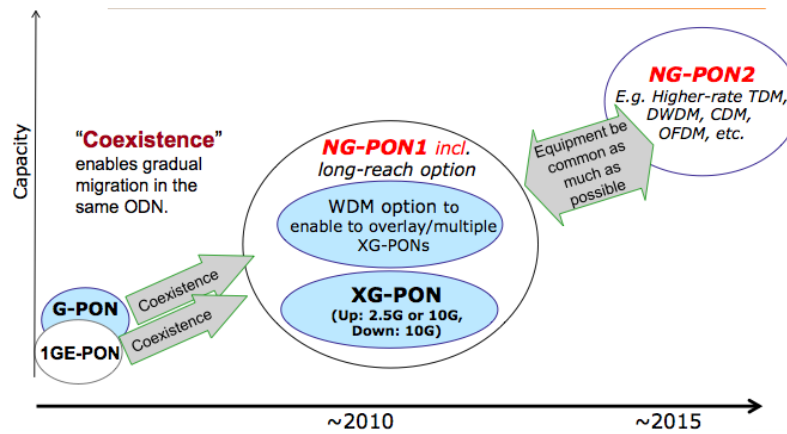 Capacity
"Coexistence"
enables gradual
migration in the
same ODN.
G-PON
1GE-PON
Coexistence
Coexistence
NG-PON1 incl.
long-reach option
WDM option to
enable to overlay/multiple
XG-PONs
XG-PON
(Up: 2.5G or 10G,
Down: 10G)
Equipment be
common as
much as
possible
NG-PON2
E.g. Higher-rate TDM,
DWDM, CDM,
OFDM, etc.
~2010
~2015